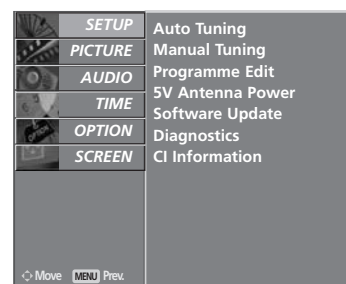 SETUP
PICTURE
AUDIO
TIME
OPTION
SCREEN
Auto Tuning
Manual Tuning
Programme Edit
5V Antenna Power
Software Update
Diagnostics
CI Information
Move MENU Prev.